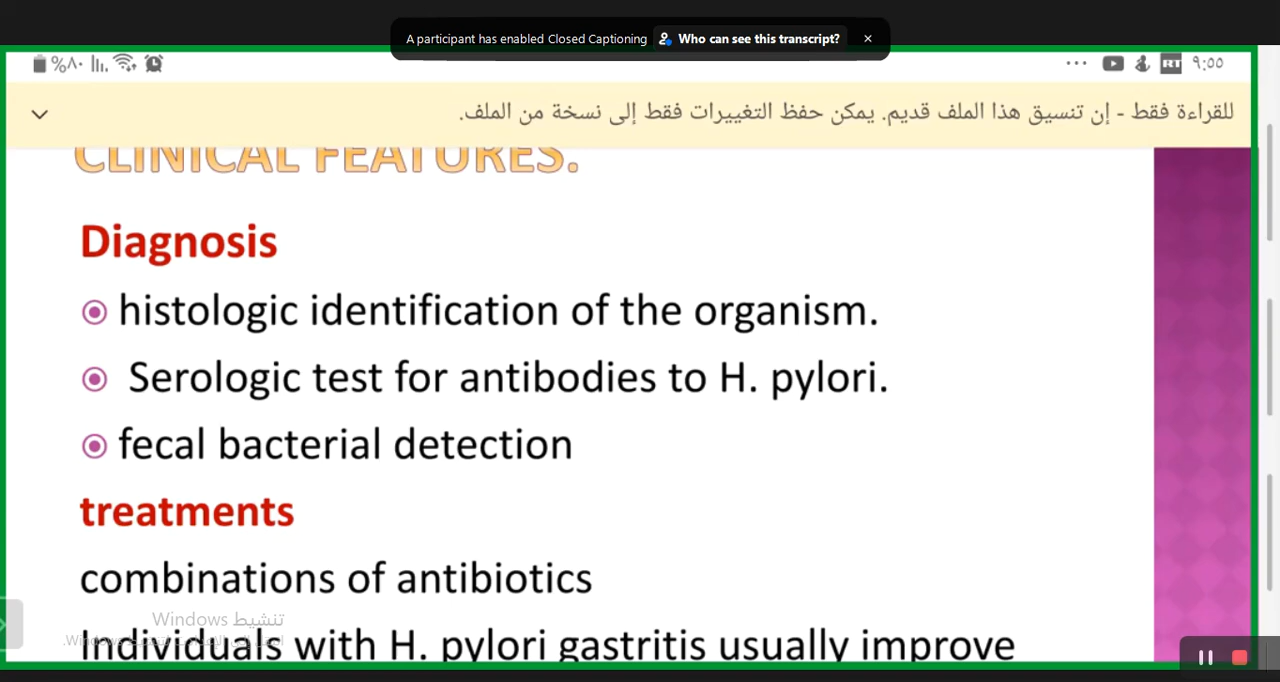 A participant has enabled Closed Captioning Who can see this transcript? ×
%٨٠ ... RT ٩:٥٥
للقراءة فقط - إن تنسيق هذا الملف قديم. يمكن حفظ التغييرات فقط إلى نسخة من الملف.
CLINICAL FEATURES.
Diagnosis
histologic identification of the organism.
Serologic test for antibodies to H. pylori.
fecal bacterial detection
treatments
combinations of antibiotics
تنشيط Windows
Individuals with H. pylori gastritis usually improve